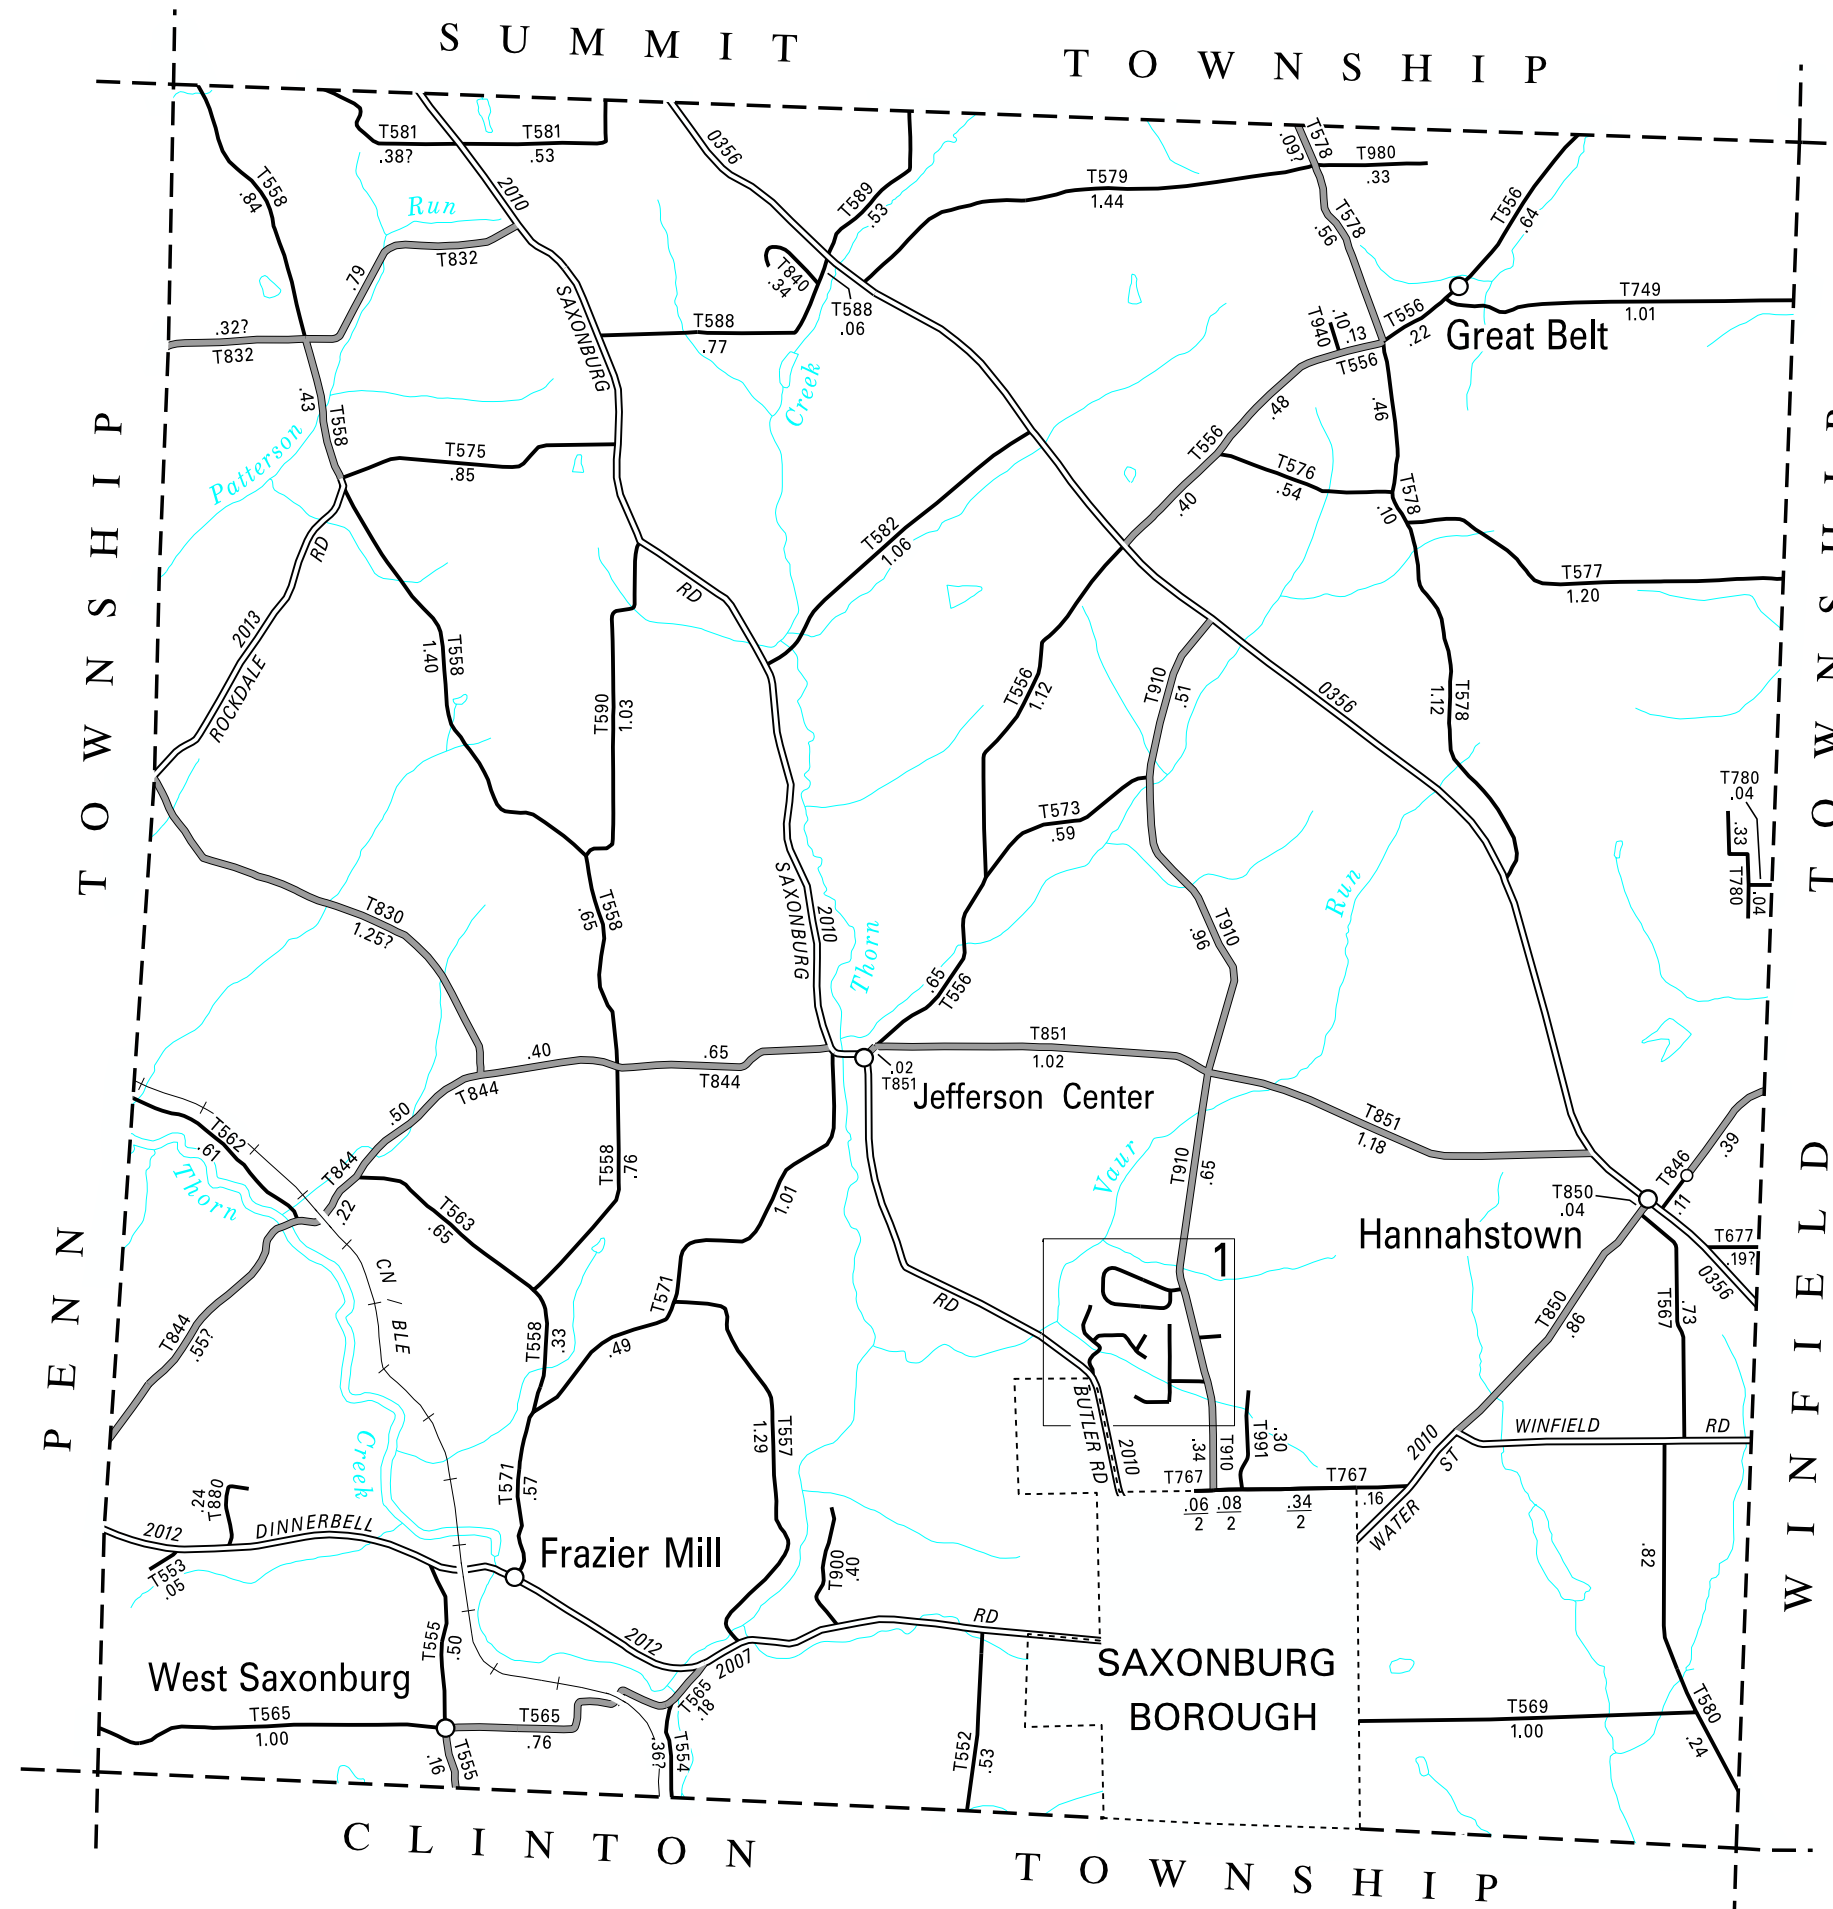 SUMMIT TOWNSHIP
T581
.38?
T581
.53
T558
.84
2010
Run
0356
T589
.53
T579
1.44
T578
.09?
T980
.33
T556
.64
T578
.56
T832
.79
.32?
T832
SAXONBURG
T840
.34
T588
.06
T588
.77
T749
1.01
T556
.22
Great Belt
T940
.10
.13
T556
.48
.46
Creek
.43
T558
Patterson
T575
.85
T556
.40
T576
.54
T578
.10
T582
1.06
T577
1.20
RD
RD
2013
ROCKDALE
T558
1.40
T590
1.03
T556
1.12
T910
.51
0356
T578
1.12
T573
.59
T780
.04
.33
T780
.04
SAXONBURG
2010
T830
1.25?
T558
.65
Thorn
T910
.96
Run
.65
T556
.40
.65
T844
T844
.50
T851
1.02
.02
T851
Jefferson Center
T851
1.18
T562
.61
Thorn
T844
.22
T558
.76
1.01
Vaur
T910
.65
T846
.39
.11
T850
.04
Hannahstown
T677
.19?
0356
T563
.65
CN / BLE
T844
.55?
T571
.49
T558
.33
RD
1
T850
.86
T567
.73
T557
1.29
BUTLER RD
2010
T910
.34
T991
.30
WINFIELD RD
2010
ST
WATER
Creek
T571
.57
T767
.06
2
.08
2
.34
2
T767
.16
T880
.24
2012
DINNERBELL
T553
.05
Frazier Mill
T900
.40
.82
T555
.50
2012
2007
RD
West Saxonburg
SAXONBURG
BOROUGH
T565
1.00
T565
.76
T565
.18
T555
.16
T554
.36?
T552
.53
T569
1.00
T580
.24
PENN TOWNSHIP
WINFIELD TOWNSHIP
CLINTON TOWNSHIP